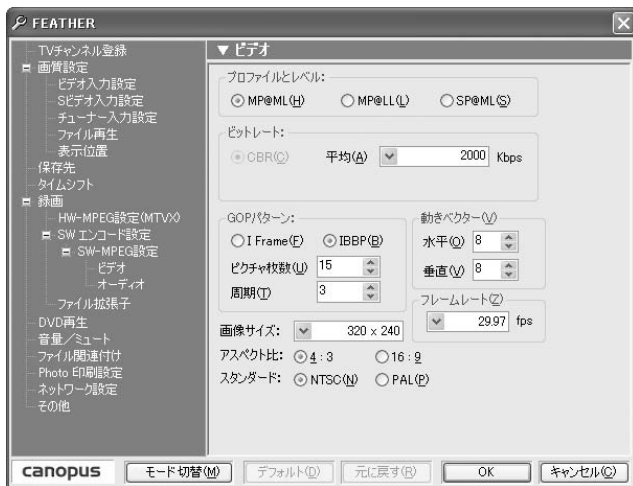 FEATHER
TVチャンネル登録
画質設定
ビデオ入力設定
Sビデオ入力設定
チューナー入力設定
ファイル再生
表示位置
保存先
タイムシフト
録画
HW-MPEG設定(MTVX)
SWエンコード設定
SW-MPEG設定
ビデオ
オーディオ
ファイル拡張子
DVD再生
音量／ミュート
ファイル関連付け
Photo 印刷設定
ネットワーク設定
その他
▼ ビデオ
プロファイルとレベル:
MP@ML(H) MP@LL(L) SP@ML(S)
ビットレート:
CBR(C) 平均(A) 2000 Kbps
GOPパターン:
I Frame(F) IBBP(B)
ピクチャ枚数(U) 15
周期(T) 3
動きベクター(V)
水平(O) 8
垂直(V) 8
フレームレート(Z)
29.97 fps
画像サイズ: 320 x 240
アスペクト比: 4 : 3 16 : 9
スタンダード: NTSC(N) PAL(P)
canopus モード切替(M) デフォルト(D) 元に戻す(R) OK キャンセル(C)